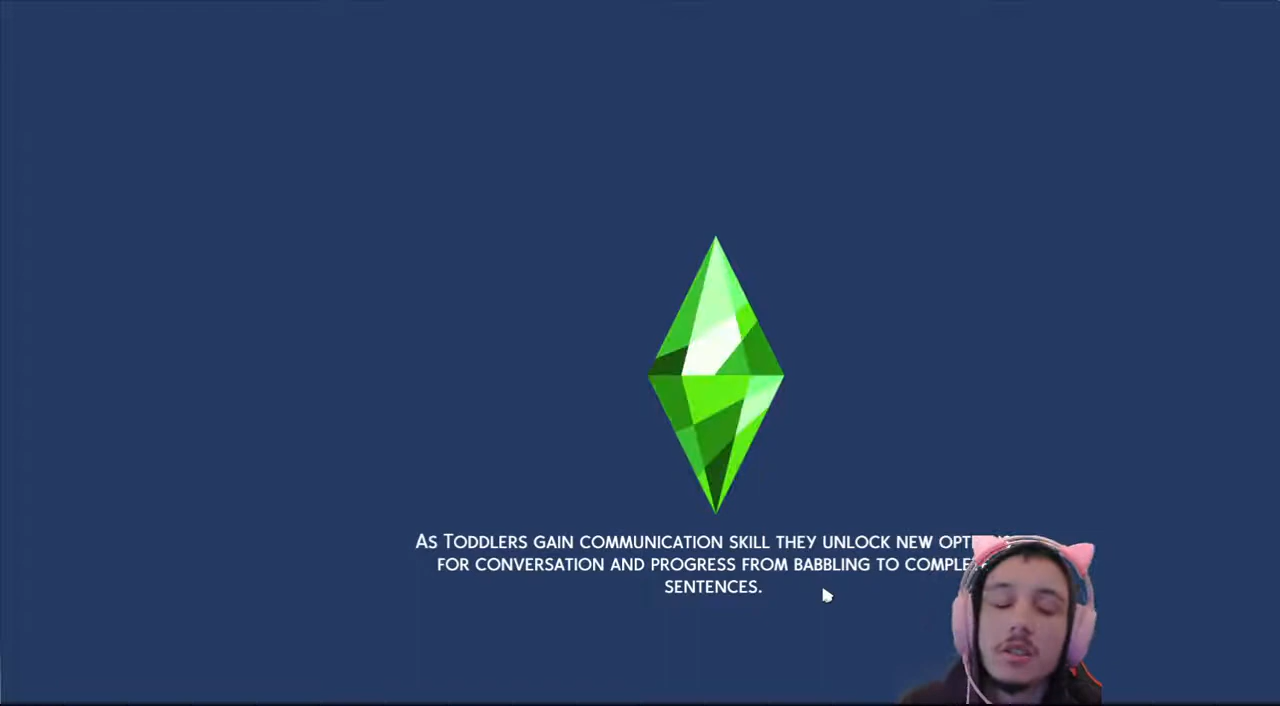 As Toddlers gain communication skill they unlock new
for conversation and progress from babbling to
sentences.